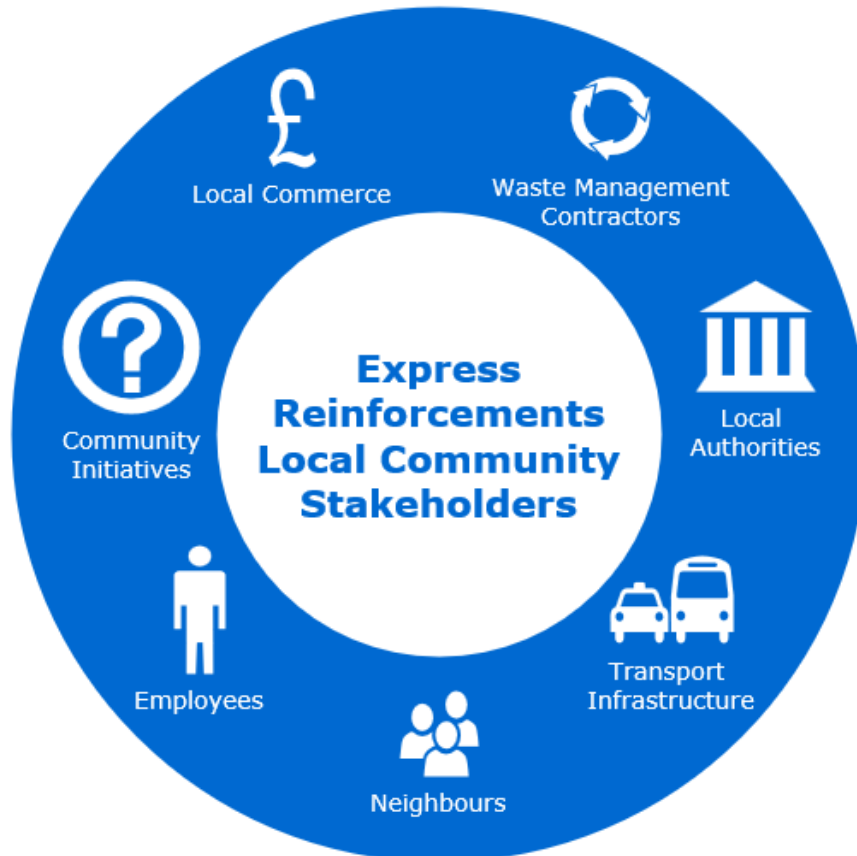 £
Local Commerce
Waste Management
Contractors
?
Community
Initiatives
Express
Reinforcements
Local Community
Stakeholders
Local
Authorities
Employees
Transport
Infrastructure
Neighbours